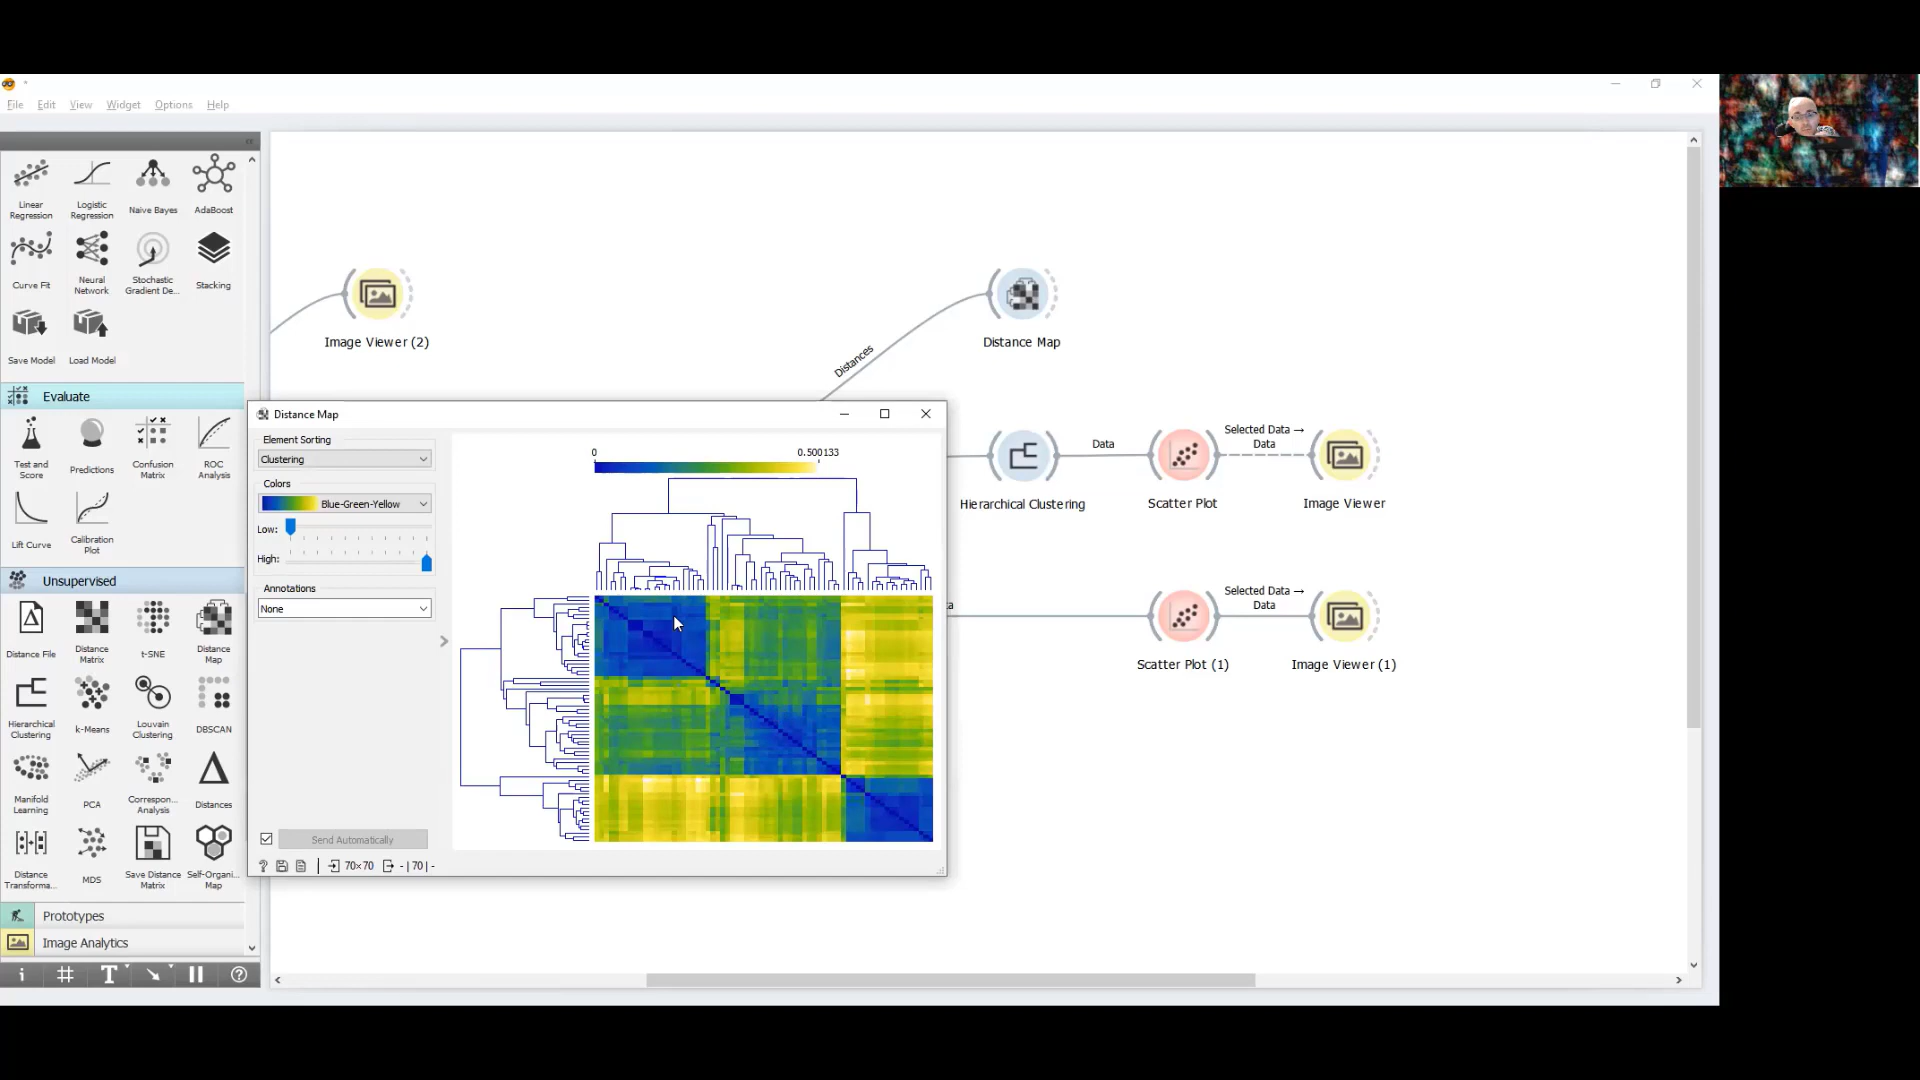 File Edit View Widget Options Help
Linear
Regression
Logistic
Regression
Naive Bayes
AdaBoost
Curve Fit
Neural
Network
Stochastic
Gradient De...
Stacking
Save Model
Load Model
Evaluate
Test and
Score
Predictions
Confusion
Matrix
ROC
Analysis
Lift Curve
Calibration
Plot
Unsupervised
Distance File
Distance
Matrix
t-SNE
Distance
Map
Hierarchical
Clustering
k-Means
Louvain
Clustering
DBSCAN
Manifold
Learning
PCA
Correspon...
Analysis
Distances
Distance
Transforma...
MDS
Save Distance
Matrix
Self-Organi...
Map
Prototypes
Image Analytics
Image Viewer (2)
Distances
Distance Map
Hierarchical Clustering
Data
Scatter Plot
Selected Data →
Data
Image Viewer
a
Scatter Plot (1)
Selected Data →
Data
Image Viewer (1)
Distance Map
Element Sorting
Clustering
Colors
Blue-Green-Yellow
Low:
High:
Annotations
None
Send Automatically
? 70×70 - | 70 | -
0 0.500133